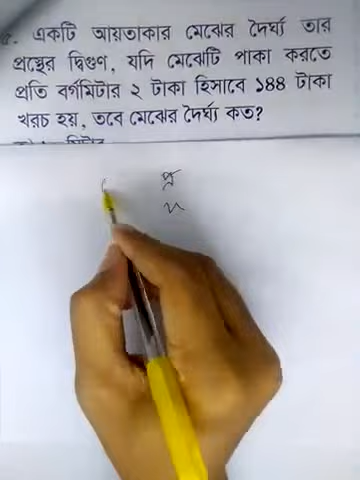 ৫. একটি আয়তাকার মেঝের দৈর্ঘ্য তার
প্রস্থের দ্বিগুণ, যদি মেঝেটি পাকা করতে
প্রতি বর্গমিটার ২ টাকা হিসাবে ১৪৪ টাকা
খরচ হয়, তবে মেঝের দৈর্ঘ্য কত?
প্র